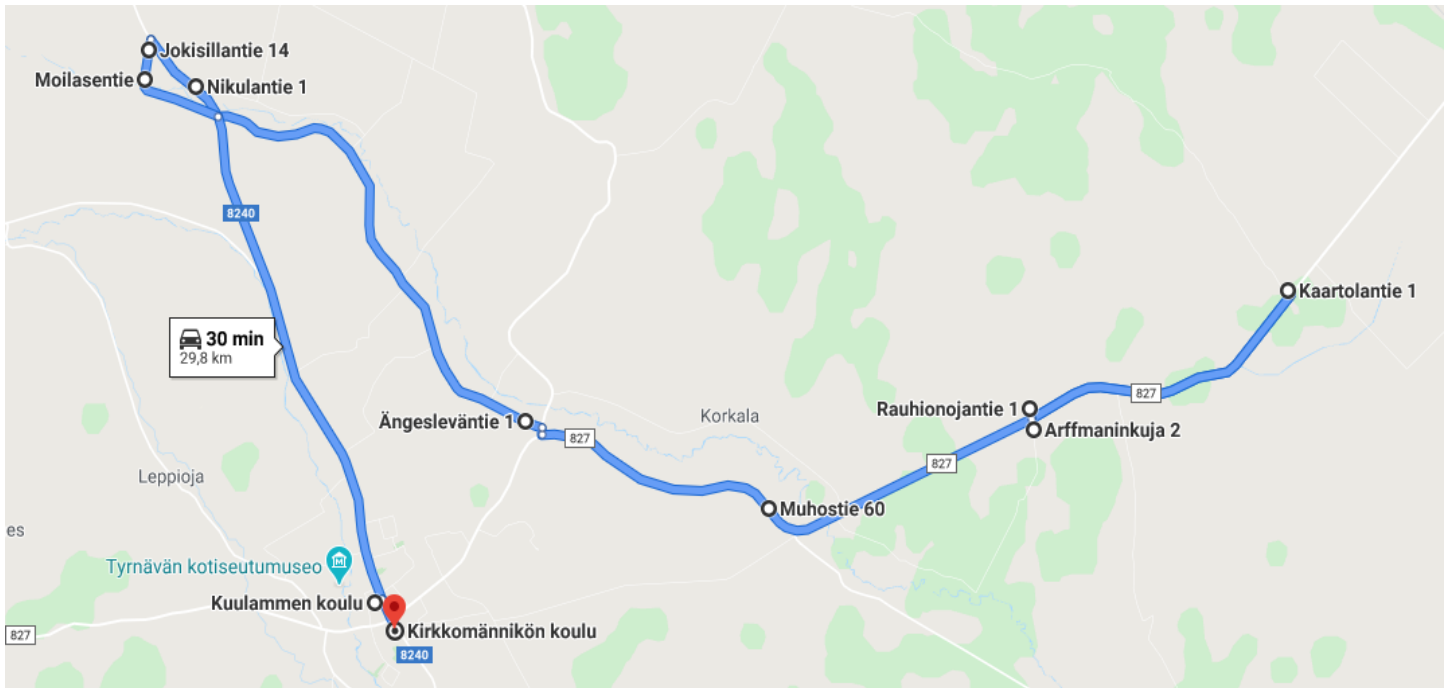 Jokisillantie 14
Moilasentie
Nikulantie 1
8240
Kaartolantie 1
30 min
29,8 km
827
Rauhionojantie 1
Korkala
Ängesleväntie 1
Arffmaninkuja 2
827
827
Leppioja
Muhostie 60
es
Tyrnävän kotiseutumuseo
M
Kuulammen koulu
Kirkkomännikön koulu
827
8240